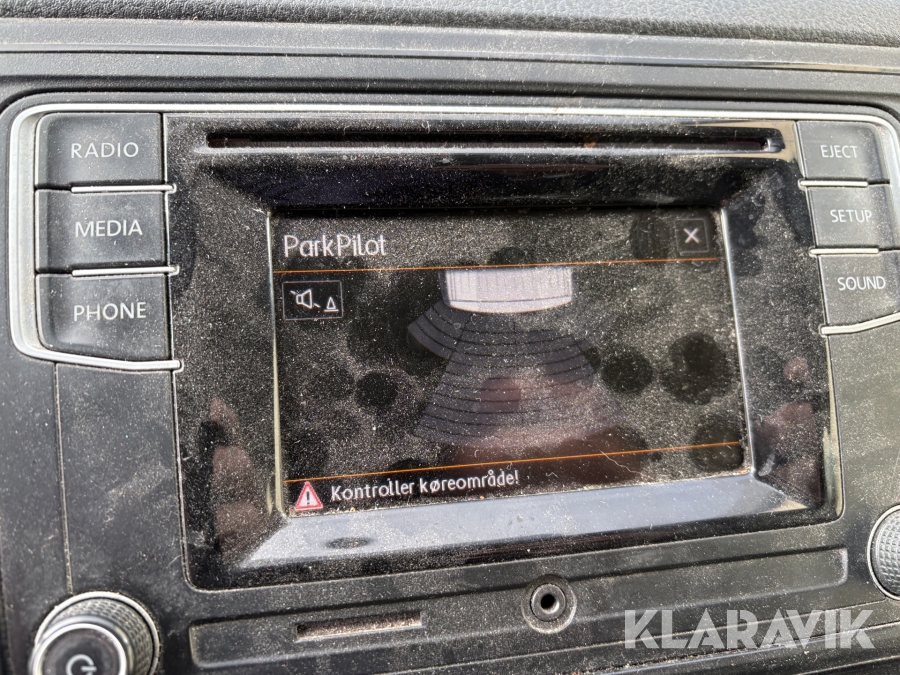 RADIO
EJECT
MEDIA
SETUP
PHONE
SOUND
ParkPilot
Kontroller køreområde!
KLARAVIK